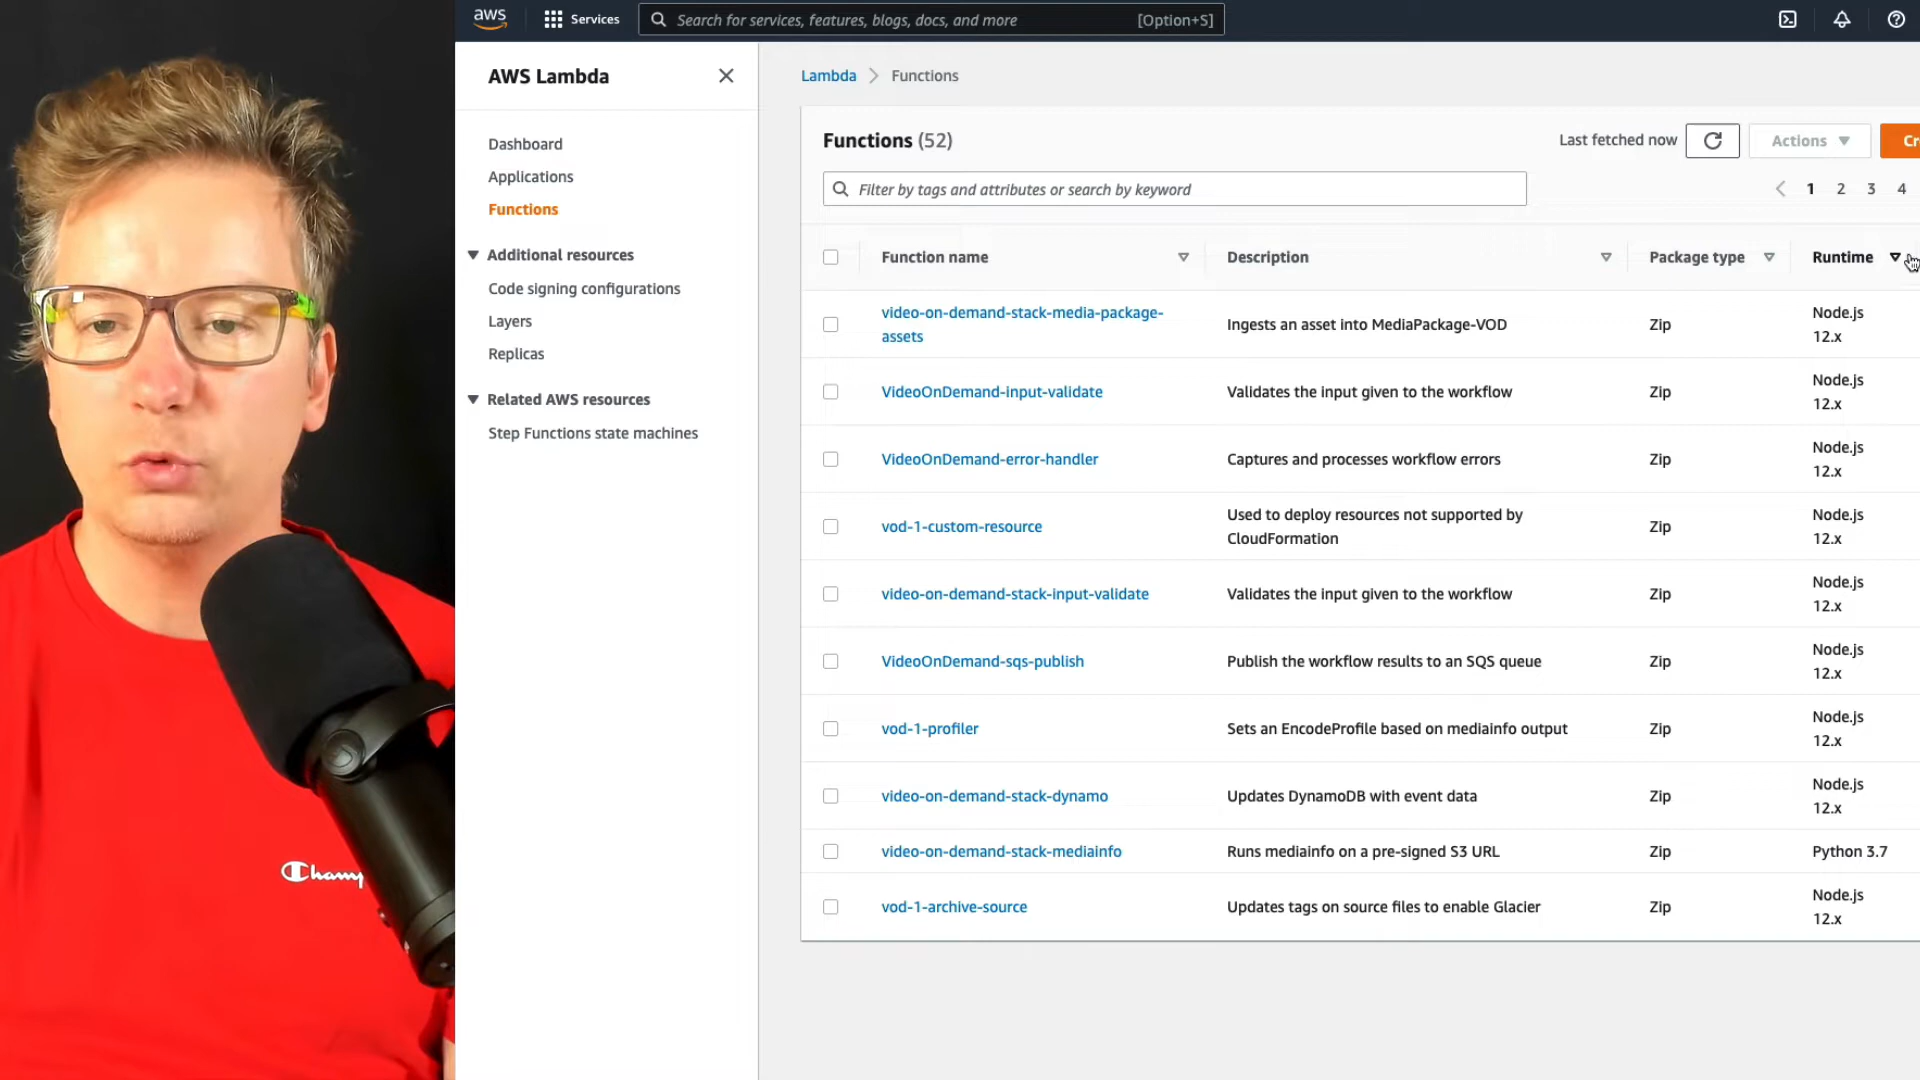 aws
Services
Search for services, features, blogs, docs, and more
[Option+S]
AWS Lambda
Dashboard
Applications
Functions
Additional resources
Code signing configurations
Layers
Replicas
Related AWS resources
Step Functions state machines
Lambda
Functions
Functions (52)
Last fetched now
Actions
Filter by tags and attributes or search by keyword
1 2 3 4
Function name Description Package type Runtime
video-on-demand-stack-media-package-
assets
Ingests an asset into MediaPackage-VOD
Zip
Node.js
12.x
VideoOnDemand-input-validate
Validates the input given to the workflow
Zip
Node.js
12.x
VideoOnDemand-error-handler
Captures and processes workflow errors
Zip
Node.js
12.x
vod-1-custom-resource
Used to deploy resources not supported by
CloudFormation
Zip
Node.js
12.x
video-on-demand-stack-input-validate
Validates the input given to the workflow
Zip
Node.js
12.x
VideoOnDemand-sqs-publish
Publish the workflow results to an SQS queue
Zip
Node.js
12.x
vod-1-profiler
Sets an EncodeProfile based on mediainfo output
Zip
Node.js
12.x
video-on-demand-stack-dynamo
Updates DynamoDB with event data
Zip
Node.js
12.x
video-on-demand-stack-mediainfo
Runs mediainfo on a pre-signed S3 URL
Zip
Python 3.7
vod-1-archive-source
Updates tags on source files to enable Glacier
Zip
Node.js
12.x